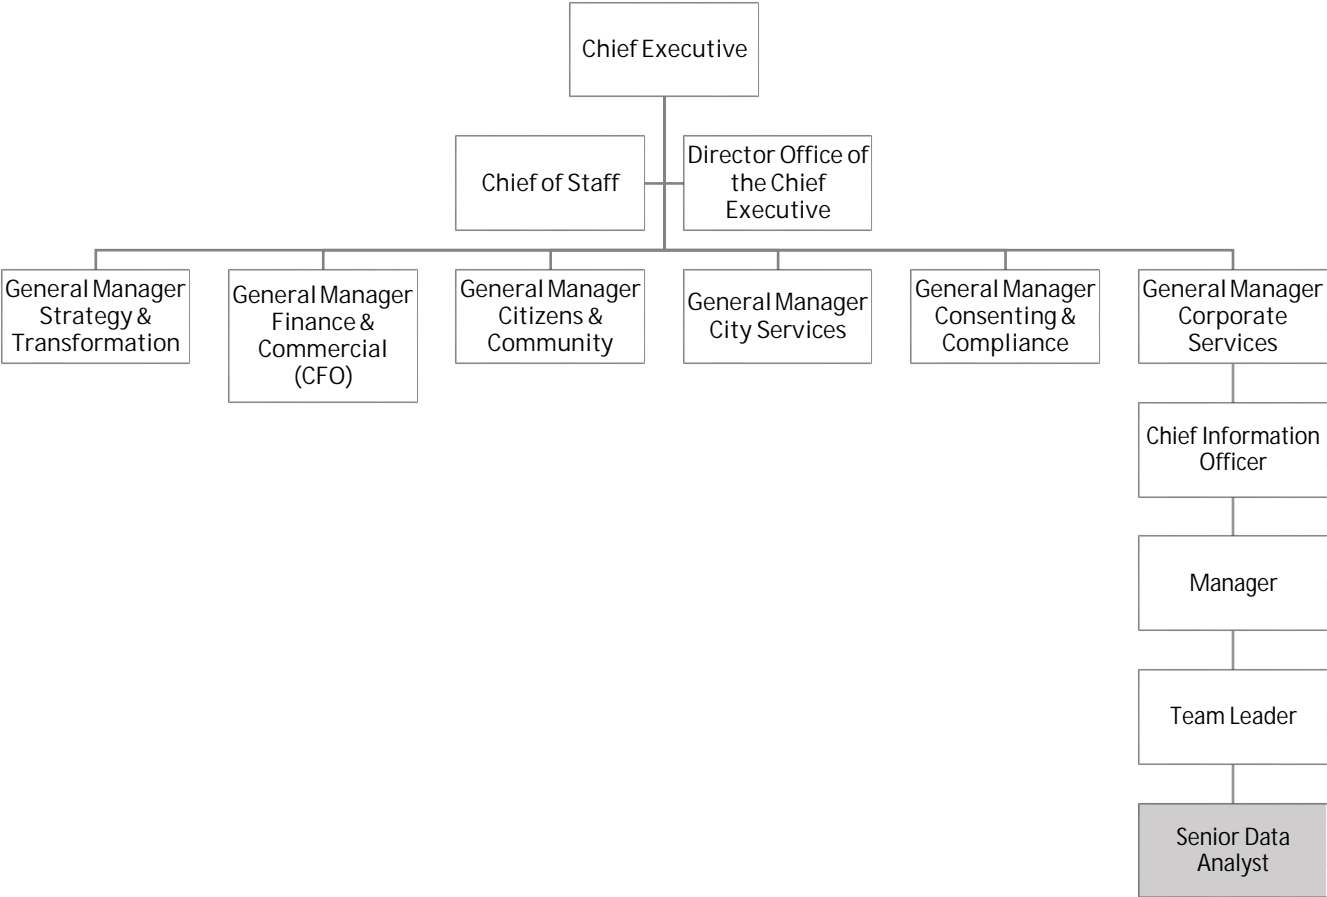 Chief Executive
Chief of Staff
Director Office of
the Chief
Executive
General Manager
Strategy &
Transformation
General Manager
Finance &
Commercial
(CFO)
General Manager
Citizens &
Community
General Manager
City Services
General Manager
Consenting &
Compliance
General Manager
Corporate
Services
Chief Information
Officer
Manager
Team Leader
Senior Data
Analyst